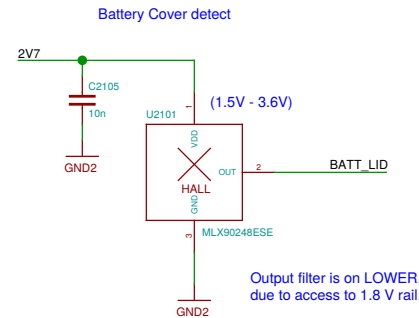 Battery Cover detect
2V7
C2105
10n
GND2
U2101
(1.5V - 3.6V)
1
VDD
HALL
OUT
2
BATT_LID
GND
3
MLX90248ESE
GND2
Output filter is on LOWER
due to access to 1.8 V rail